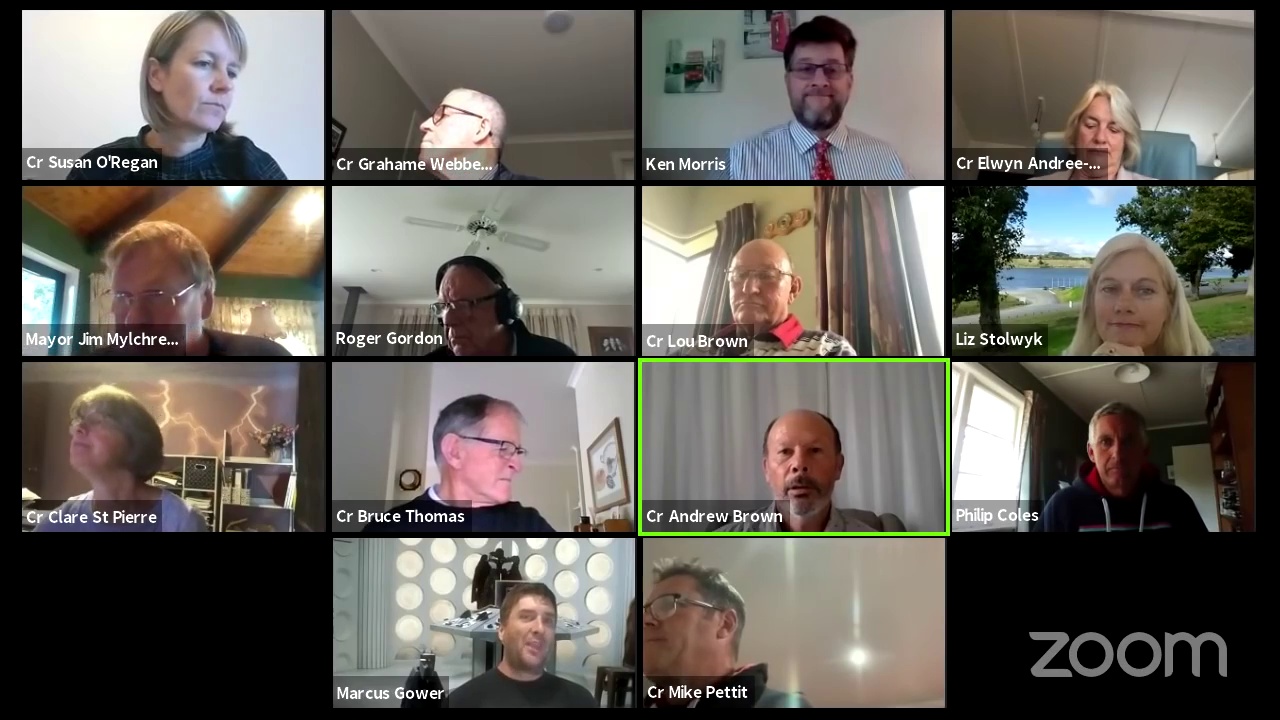 Cr Susan O'Regan
Cr Grahame Webbe...
Ken Morris
Cr Elwyn Andree-...
Mayor Jim Mylchre...
Roger Gordon
Cr Lou Brown
Liz Stolwyk
Cr Clare St Pierre
Cr Bruce Thomas
Cr Andrew Brown
Philip Coles
Marcus Gower
Cr Mike Pettit
zoom